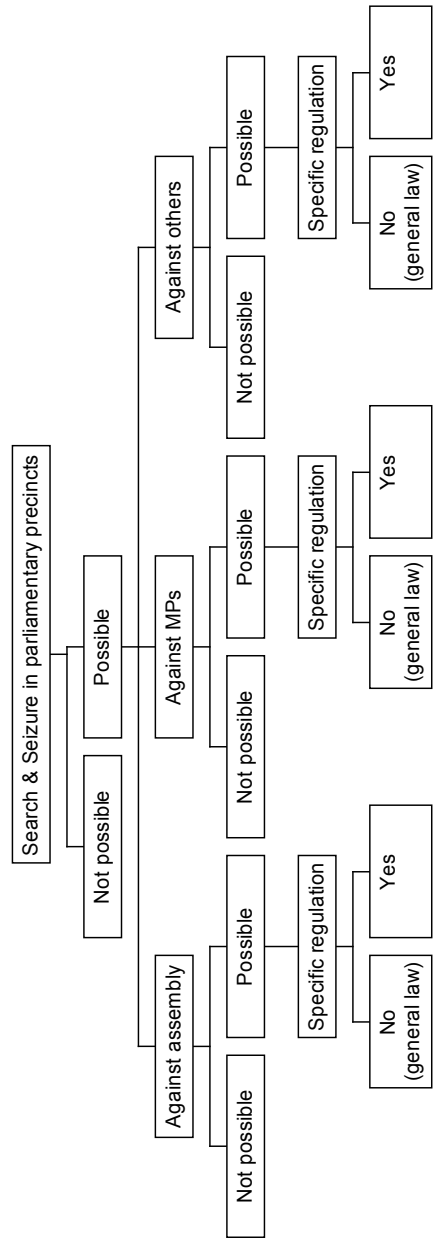 Search & Seizure in parliamentary precincts
Not possible
Possible
Against assembly
Against MPs
Against others
Not possible
Possible
Not possible
Possible
Not possible
Possible
Specific regulation
Specific regulation
Specific regulation
No
(general law)
Yes
No
(general law)
Yes
No
(general law)
Yes